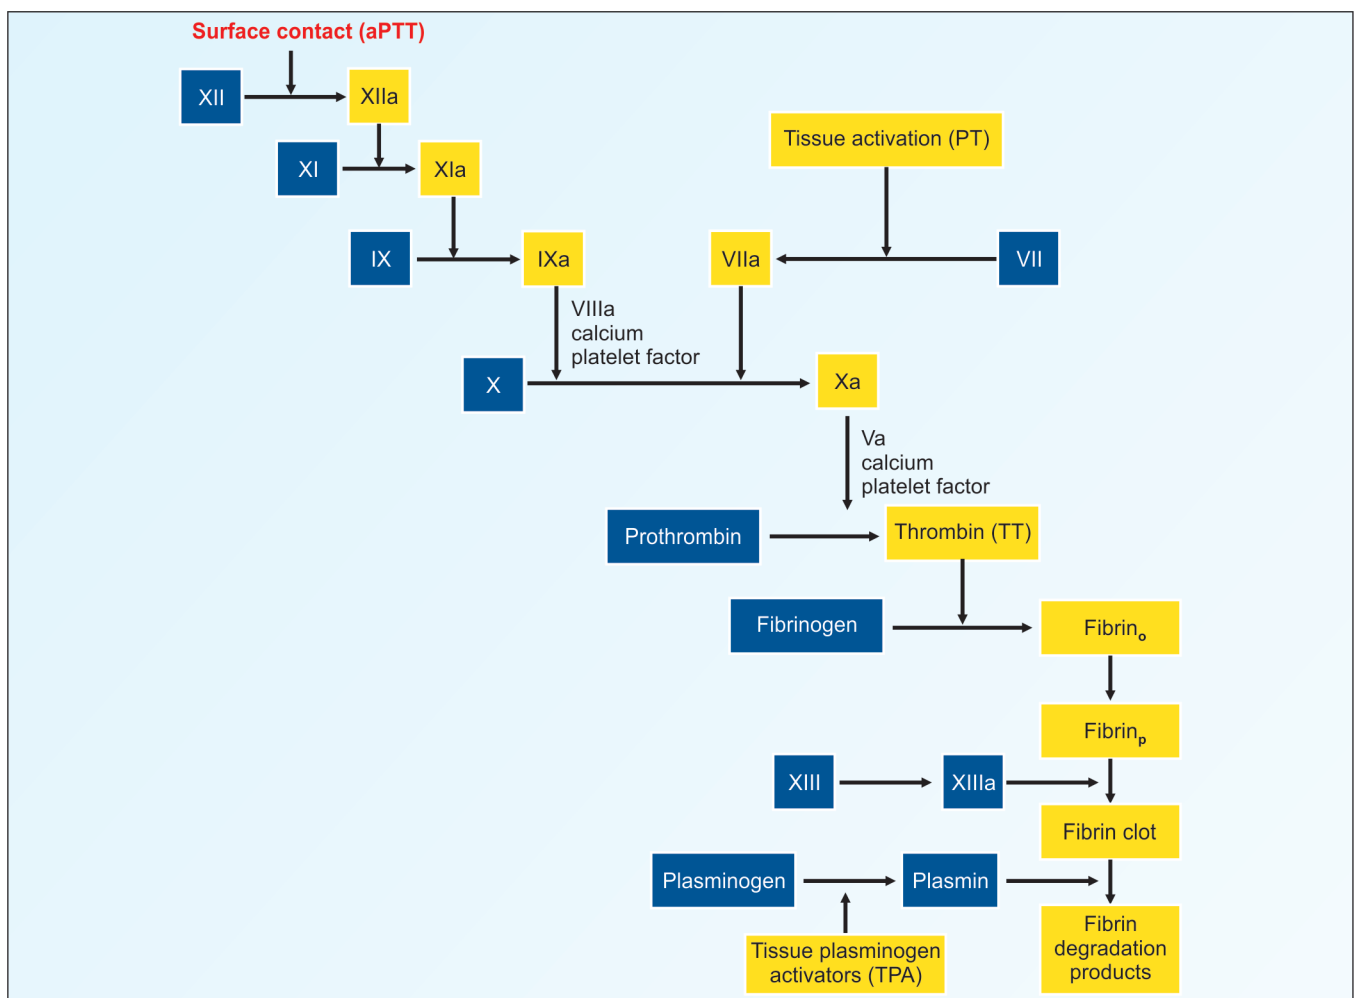 Surface contact (aPTT)
XII
XIIa
Tissue activation (PT)
XI
XIa
IX
IXa
VIIa
VII
VIIIa
calcium
platelet factor
X
Xa
Va
calcium
platelet factor
Prothrombin
Thrombin (TT)
Fibrinogen
Fibrinₒ
Fibrinₚ
XIII
XIIIa
Fibrin clot
Plasminogen
Plasmin
Tissue plasminogen
activators (TPA)
Fibrin
degradation
products